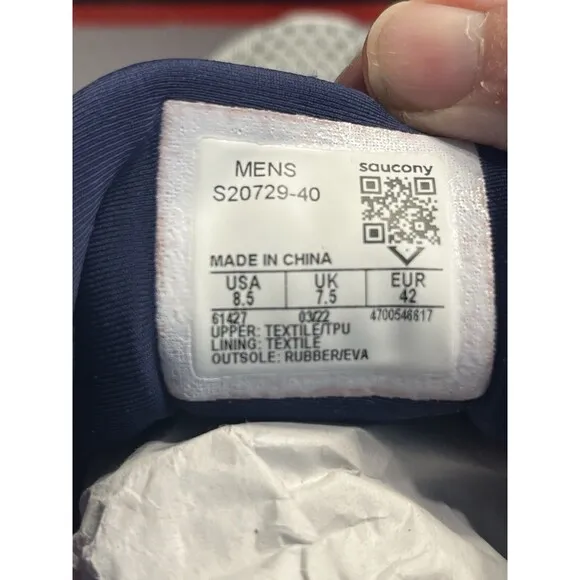 MENS
saucony
S20729-40
MADE IN CHINA
USA UK EUR
8.5 7.5 42
61427 03/22 4700546617
UPPER: TEXTILE/TPU
LINING: TEXTILE
OUTSOLE: RUBBER/EVA